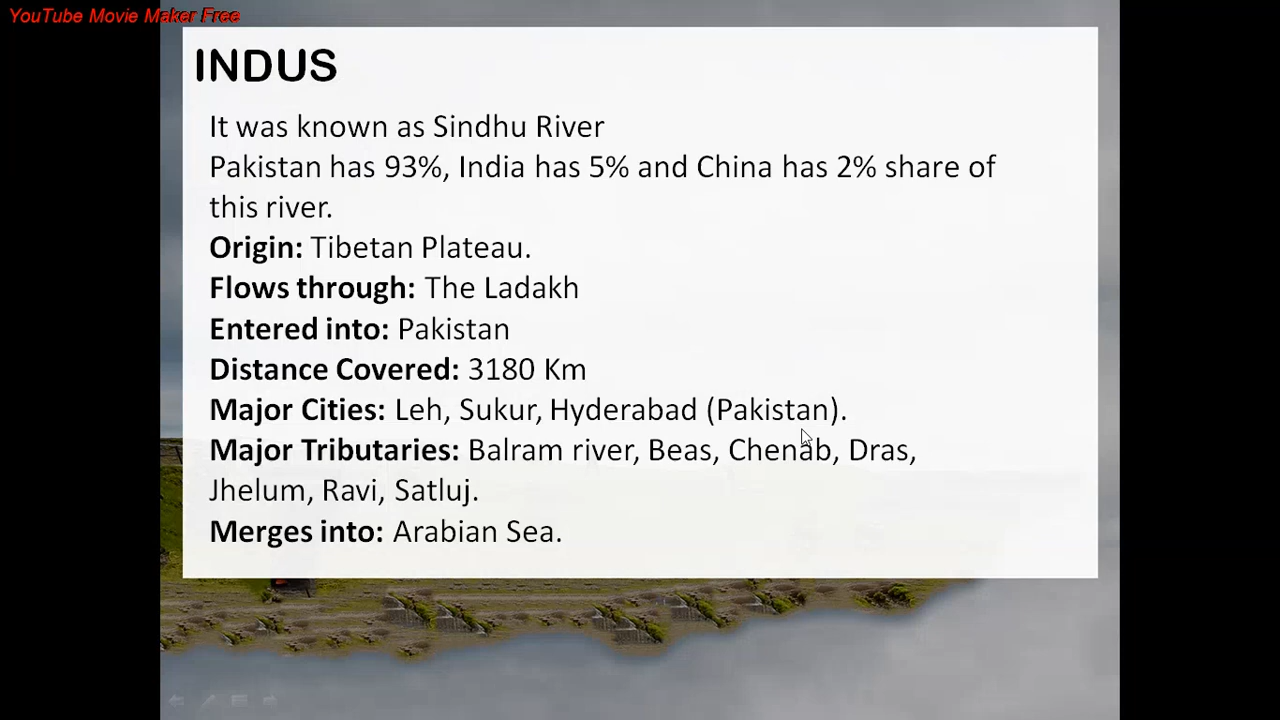 YouTube Movie Maker Free
INDUS
It was known as Sindhu River
Pakistan has 93%, India has 5% and China has 2% share of
this river.
Origin: Tibetan Plateau.
Flows through: The Ladakh
Entered into: Pakistan
Distance Covered: 3180 Km
Major Cities: Leh, Sukur, Hyderabad (Pakistan).
Major Tributaries: Balram river, Beas, Chenab, Dras,
Jhelum, Ravi, Satluj.
Merges into: Arabian Sea.